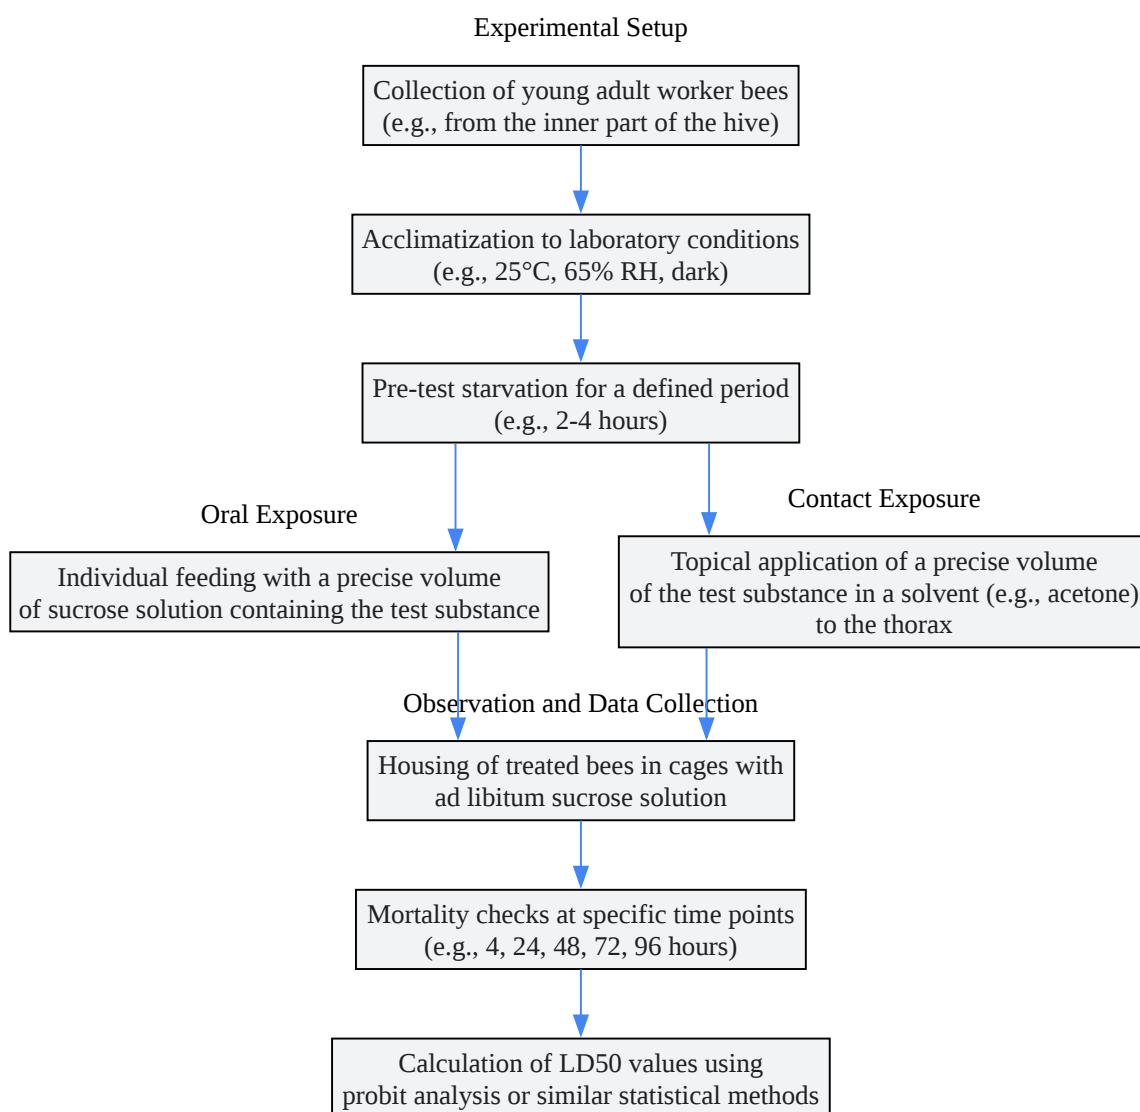 Experimental Setup
Collection of young adult worker bees
(e.g., from the inner part of the hive)
Acclimatization to laboratory conditions
(e.g., 25°C, 65% RH, dark)
Pre-test starvation for a defined period
(e.g., 2-4 hours)
Oral Exposure
Individual feeding with a precise volume
of sucrose solution containing the test substance
Contact Exposure
Topical application of a precise volume
of the test substance in a solvent (e.g., acetone)
to the thorax
Observation and Data Collection
Housing of treated bees in cages with
ad libitum sucrose solution
Mortality checks at specific time points
(e.g., 4, 24, 48, 72, 96 hours)
Calculation of LD50 values using
probit analysis or similar statistical methods